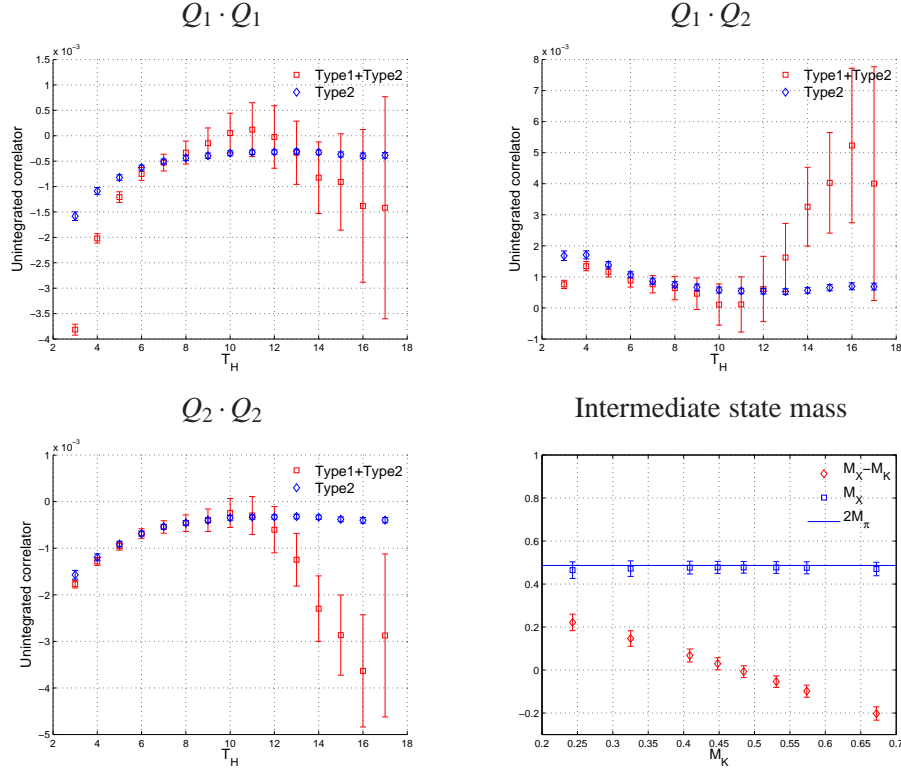 Q₁ · Q₁
x 10⁻³
Type1+Type2
Type2
1.5
1
0.5
0
−0.5
−1
−1.5
−2
−2.5
−3
−3.5
−4
Unintegrated correlator
2 4 6 8 10 12 14 16 18
T_H
Q₁ · Q₂
x 10⁻³
Type1+Type2
Type2
8
7
6
5
4
3
2
1
0
−1
Unintegrated correlator
2 4 6 8 10 12 14 16 18
T_H
Q₂ · Q₂
x 10⁻³
Type1+Type2
Type2
1
0
−1
−2
−3
−4
−5
Unintegrated correlator
2 4 6 8 10 12 14 16 18
T_H
Intermediate state mass
M_X−M_K
M_X
2M_π
1
0.8
0.6
0.4
0.2
0
−0.2
0.2 0.25 0.3 0.35 0.4 0.45 0.5 0.55 0.6 0.65 0.7
M_K